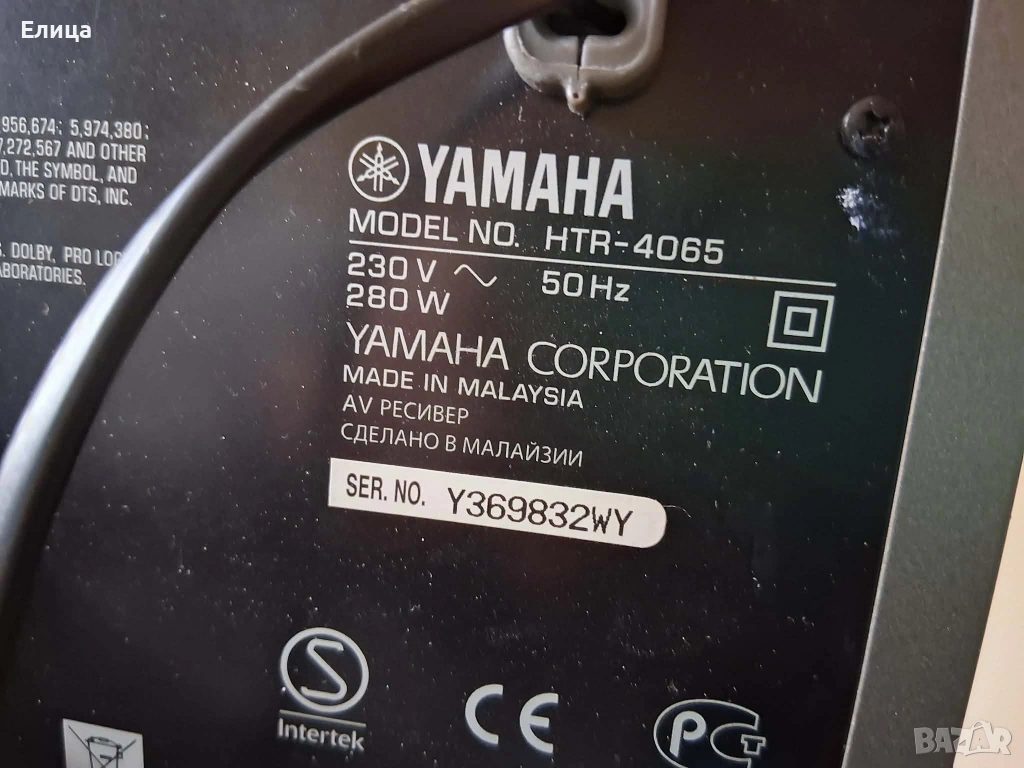 Елица
956,674; 5,974,380;
7,272,567 AND OTHER
THE SYMBOL, AND
MARKS OF DTS, INC.
DOLBY, PRO
YAMAHA
MODEL NO. HTR-4065
230 V 50 Hz
280 W
YAMAHA CORPORATION
MADE IN MALAYSIA
AV РЕСИВЕР
СДЕЛАНО В МАЛАЙЗИИ
SER. NO. Y369832WY
S
Intertek
CE
PCT
BAZAR